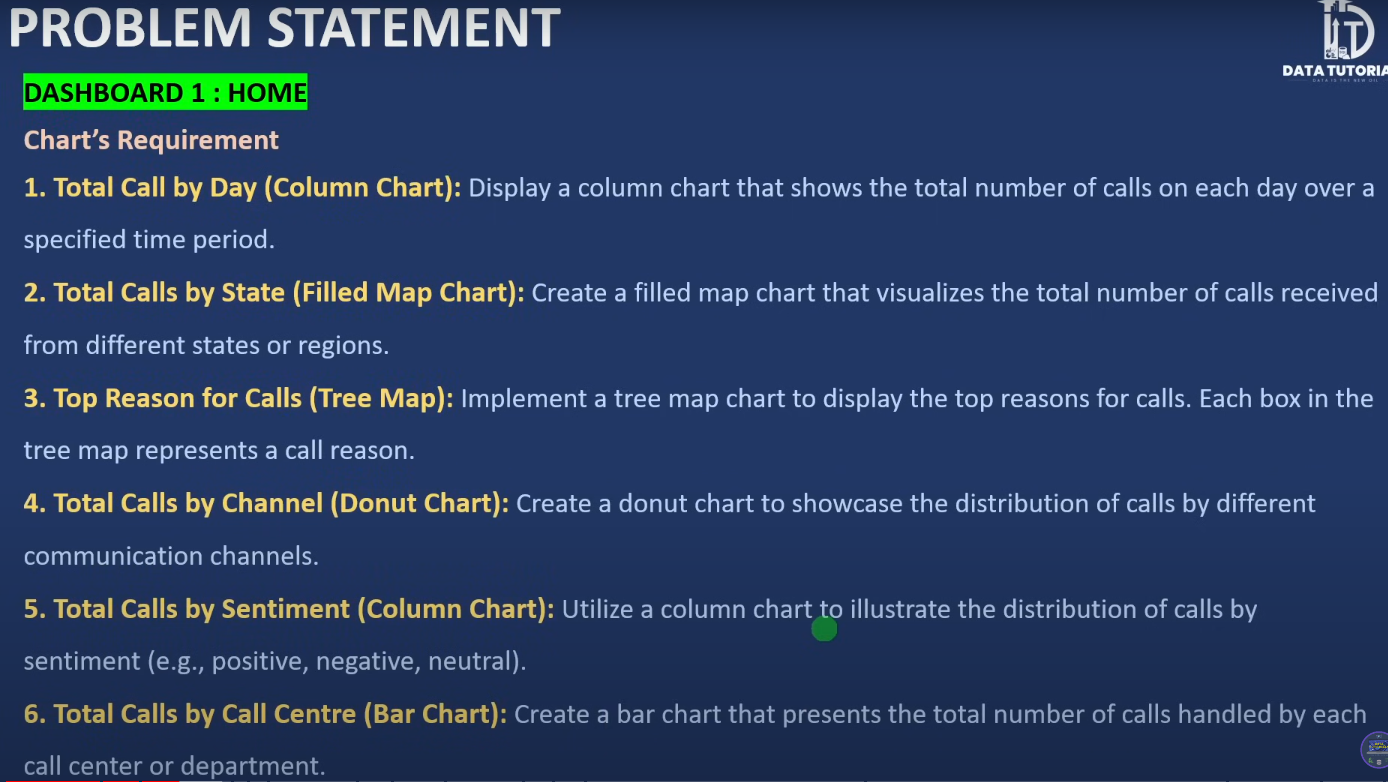 PROBLEM STATEMENT
DATA TUTORIA
DATA IS THE NEW OIL
DASHBOARD 1 : HOME
Chart’s Requirement
1. Total Call by Day (Column Chart): Display a column chart that shows the total number of calls on each day over a
specified time period.
2. Total Calls by State (Filled Map Chart): Create a filled map chart that visualizes the total number of calls received
from different states or regions.
3. Top Reason for Calls (Tree Map): Implement a tree map chart to display the top reasons for calls. Each box in the
tree map represents a call reason.
4. Total Calls by Channel (Donut Chart): Create a donut chart to showcase the distribution of calls by different
communication channels.
5. Total Calls by Sentiment (Column Chart): Utilize a column chart to illustrate the distribution of calls by
sentiment (e.g., positive, negative, neutral).
6. Total Calls by Call Centre (Bar Chart): Create a bar chart that presents the total number of calls handled by each
call center or department.